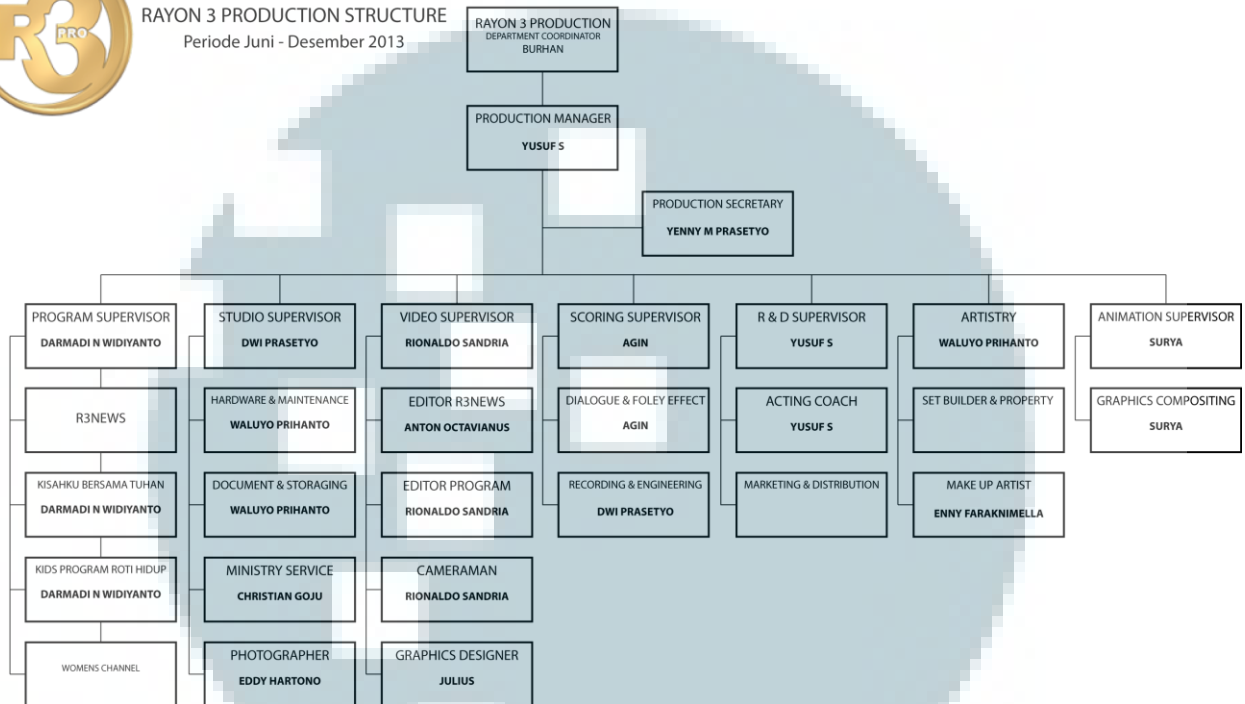 R3
PRO
RAYON 3 PRODUCTION STRUCTURE
Periode Juni - Desember 2013
RAYON 3 PRODUCTION
DEPARTMENT COORDINATOR
BURHAN
PRODUCTION MANAGER
YUSUF S
PRODUCTION SECRETARY
YENNY M PRASETYO
PROGRAM SUPERVISOR
DARMADI N WIDIYANTO
R3NEWS
KISAHKU BERSAMA TUHAN
DARMADI N WIDIYANTO
KIDS PROGRAM ROTI HIDUP
DARMADI N WIDIYANTO
WOMENS CHANNEL
STUDIO SUPERVISOR
DWI PRASETYO
HARDWARE & MAINTENANCE
WALUYO PRIHANTO
DOCUMENT & STORAGING
WALUYO PRIHANTO
MINISTRY SERVICE
CHRISTIAN GOJU
PHOTOGRAPHER
EDDY HARTONO
VIDEO SUPERVISOR
RIONALDO SANDRIA
EDITOR R3NEWS
ANTON OCTAVIANUS
EDITOR PROGRAM
RIONALDO SANDRIA
CAMERAMAN
RIONALDO SANDRIA
GRAPHICS DESIGNER
JULIUS
SCORING SUPERVISOR
AGIN
DIALOGUE & FOLEY EFFECT
AGIN
RECORDING & ENGINEERING
DWI PRASETYO
R & D SUPERVISOR
YUSUF S
ACTING COACH
YUSUF S
MARKETING & DISTRIBUTION
ARTISTRY
WALUYO PRIHANTO
SET BUILDER & PROPERTY
MAKE UP ARTIST
ENNY FARAKNIMELLA
ANIMATION SUPERVISOR
SURYA
GRAPHICS COMPOSITING
SURYA